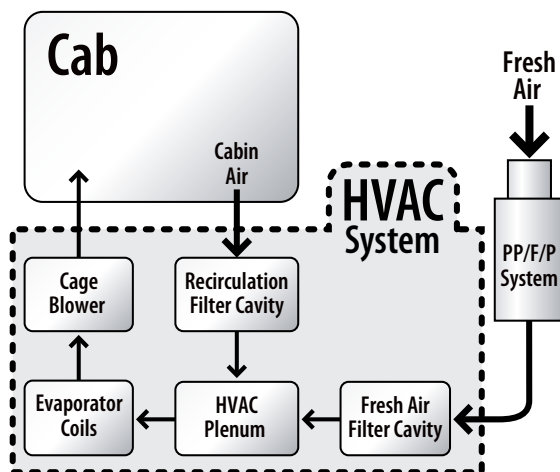 Cab
Fresh
Air
Cabin
Air
HVAC
System
PP/F/P
System
Cage
Blower
Recirculation
Filter Cavity
Evaporator
Coils
HVAC
Plenum
Fresh Air
Filter Cavity